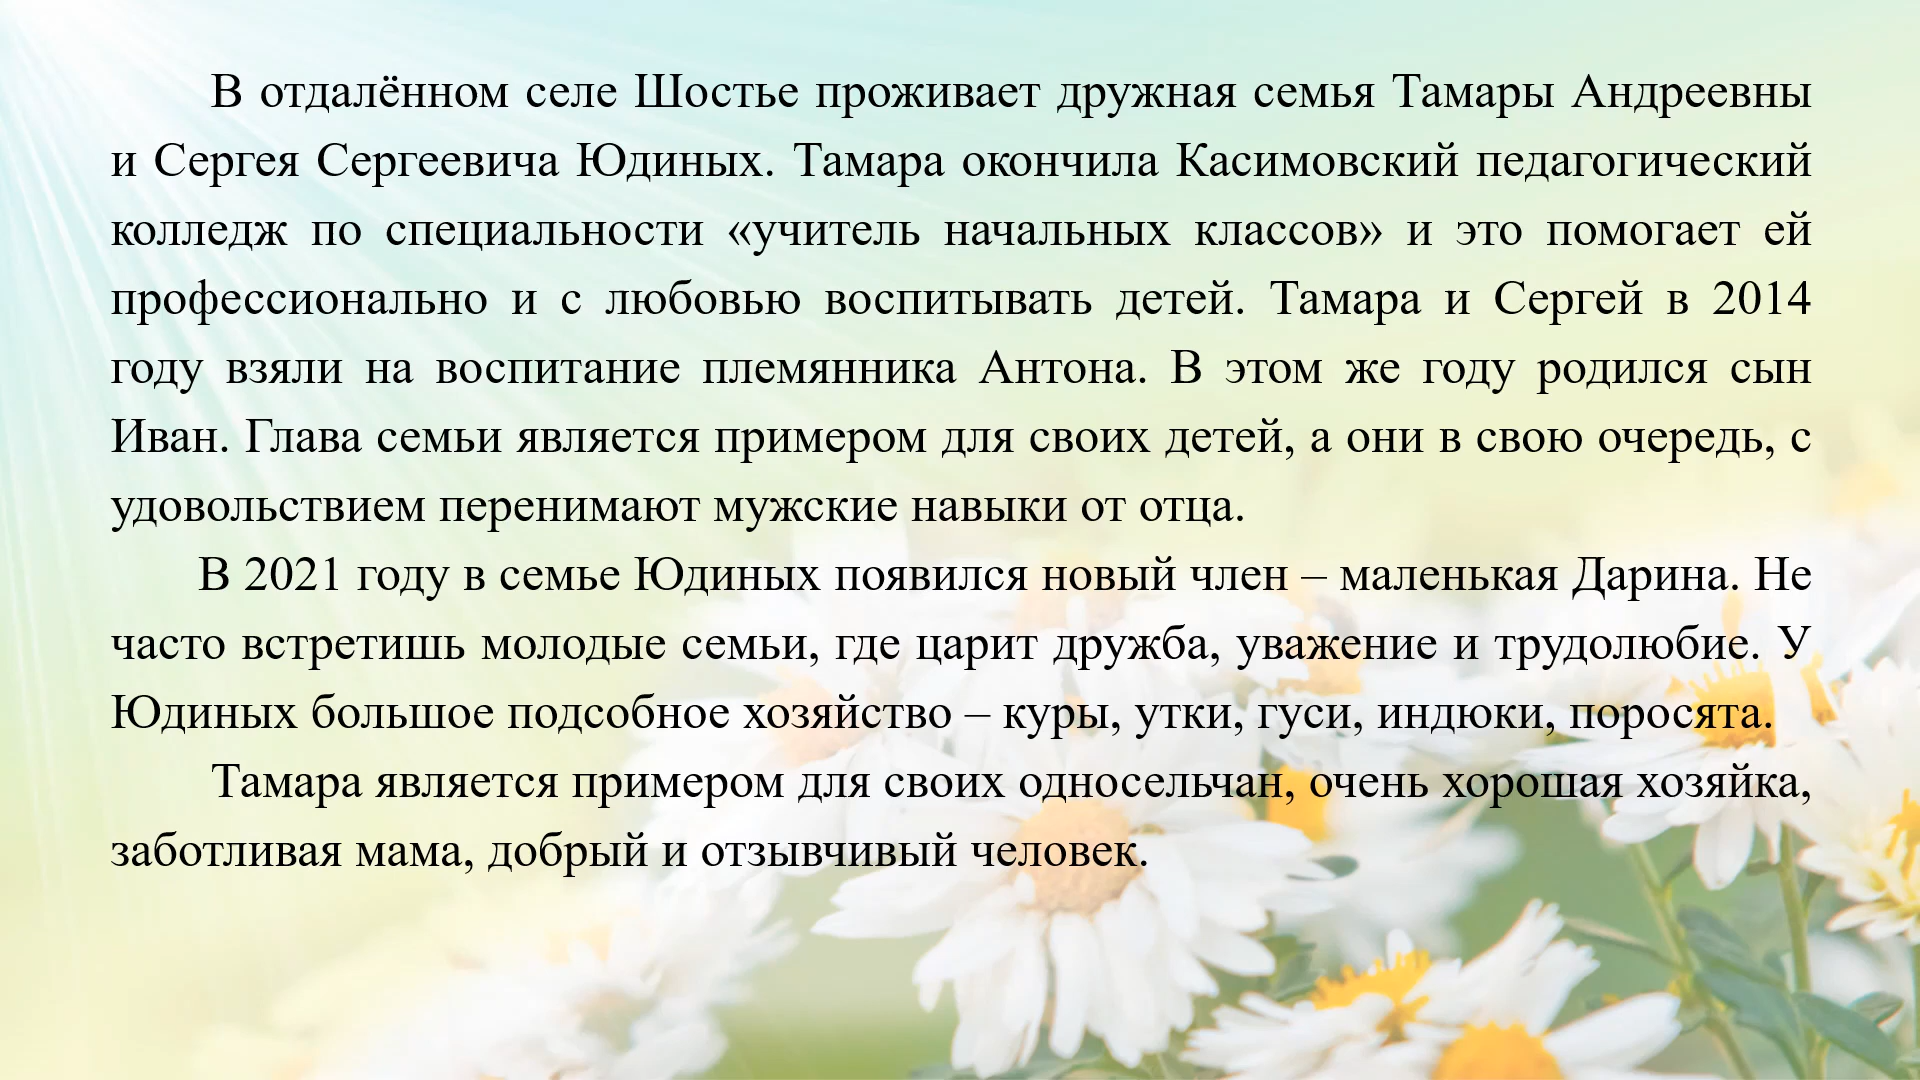 В отдалённом селе Шостье проживает дружная семья Тамары Андреевны
и Сергея Сергеевича Юдиных. Тамара окончила Касимовский педагогический
колледж по специальности «учитель начальных классов» и это помогает ей
профессионально и с любовью воспитывать детей. Тамара и Сергей в 2014
году взяли на воспитание племянника Антона. В этом же году родился сын
Иван. Глава семьи является примером для своих детей, а они в свою очередь, с
удовольствием перенимают мужские навыки от отца.
В 2021 году в семье Юдиных появился новый член – маленькая Дарина. Не
часто встретишь молодые семьи, где царит дружба, уважение и трудолюбие. У
Юдиных большое подсобное хозяйство – куры, утки, гуси, индюки, поросята.
Тамара является примером для своих односельчан, очень хорошая хозяйка,
заботливая мама, добрый и отзывчивый человек.